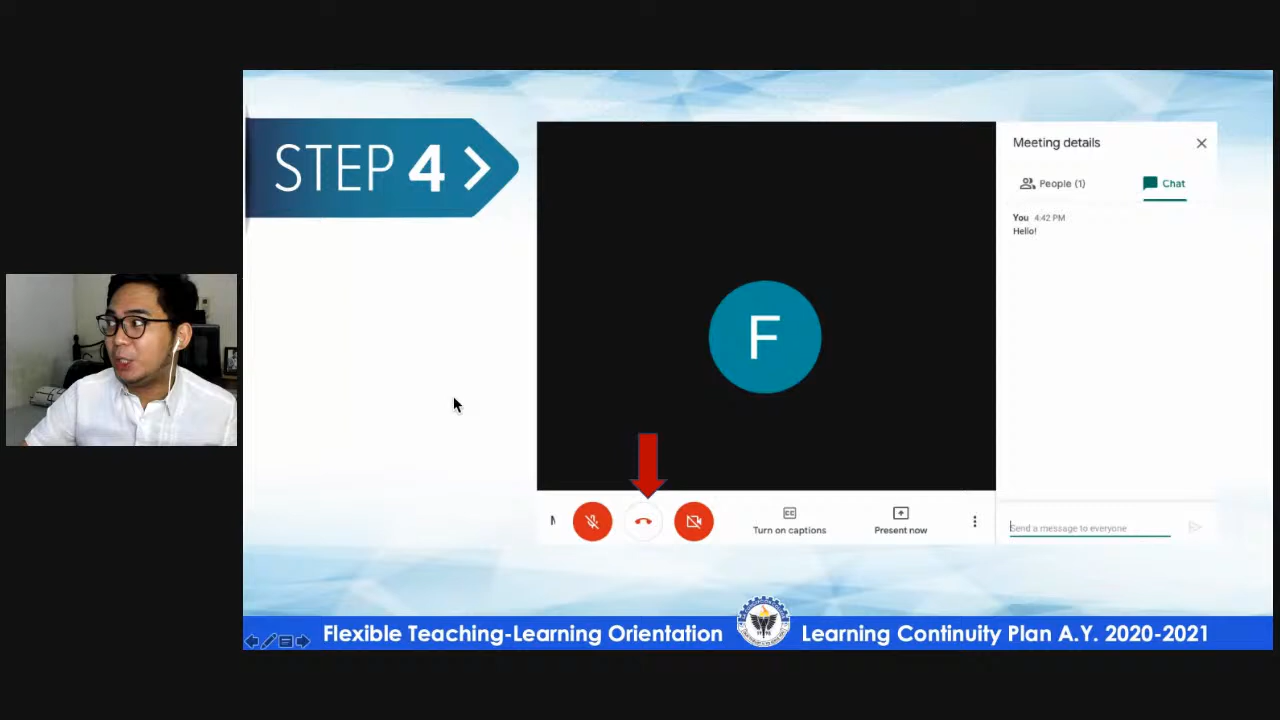 STEP 4
Meeting details
People (1)
Chat
You 4:42 PM
Hello!
F
CC
Turn on captions
Present now
Send a message to everyone
Flexible Teaching-Learning Orientation
Learning Continuity Plan A.Y. 2020-2021